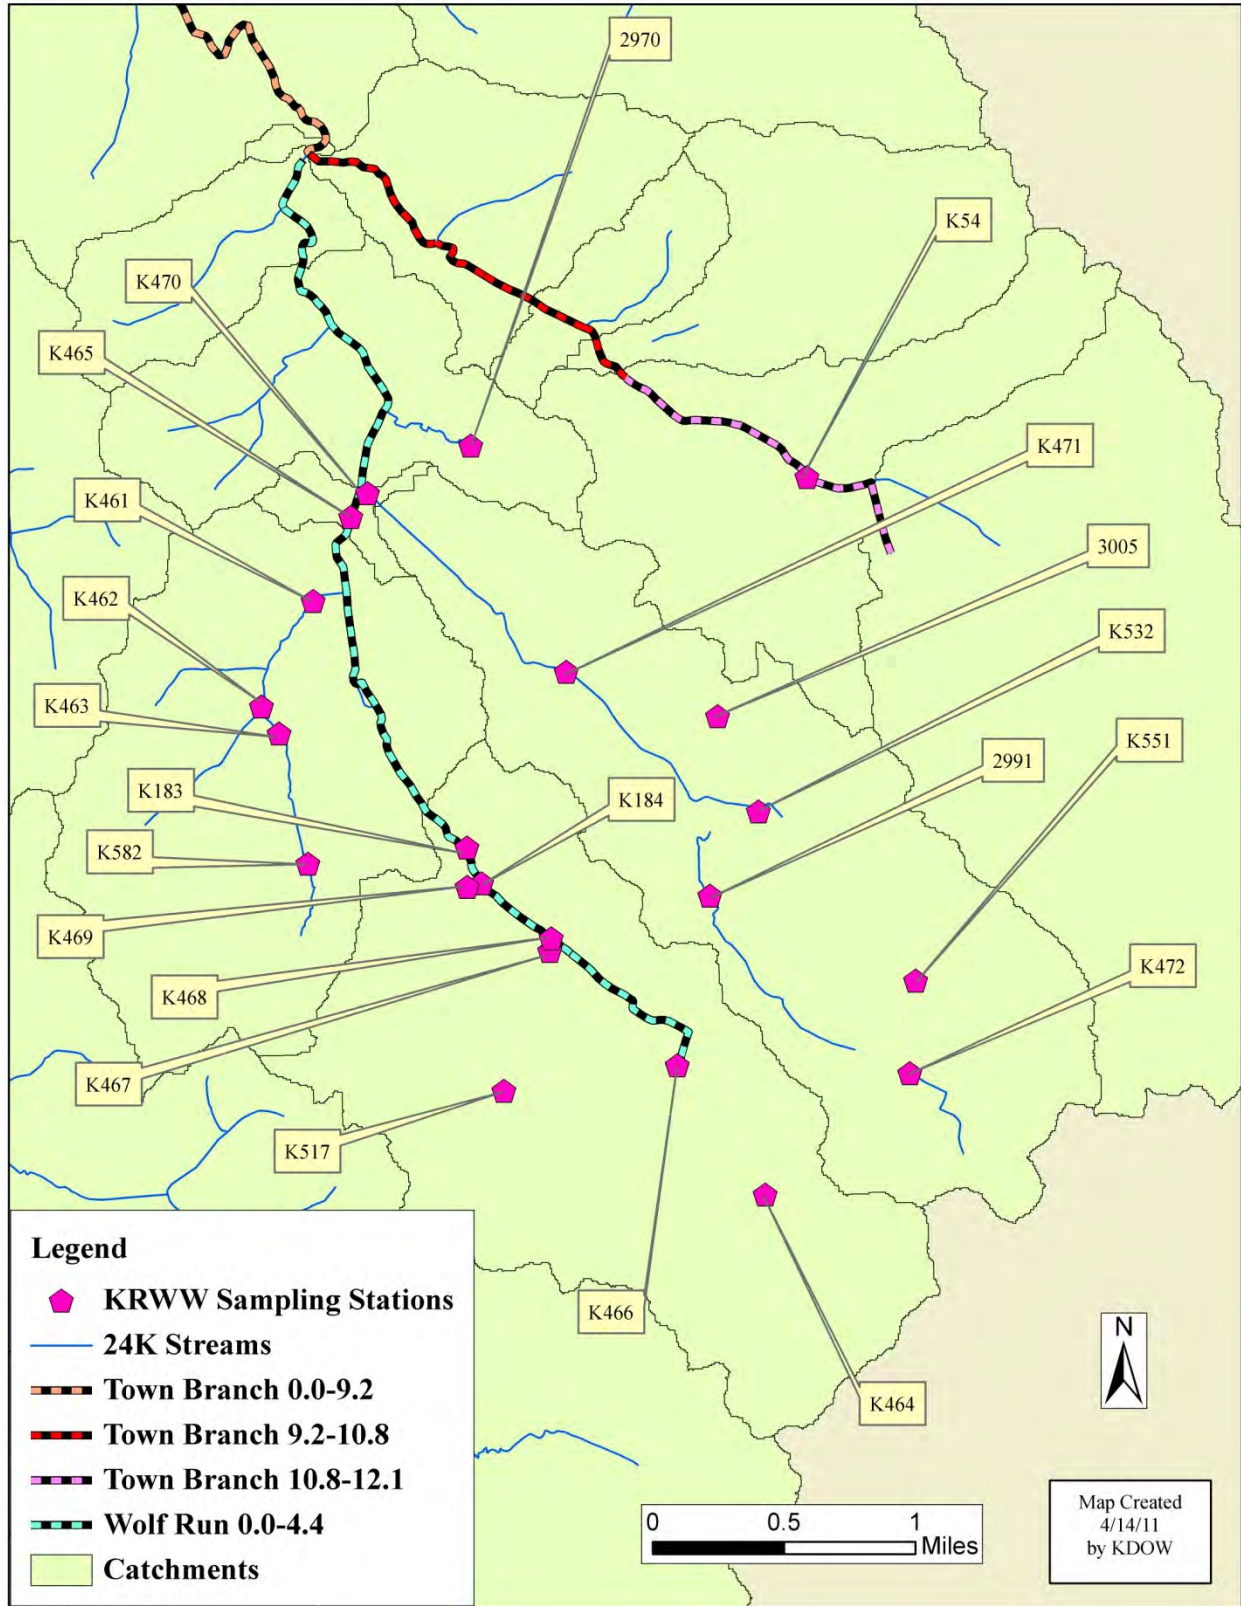 2970
K54
K470
K465
K471
K461
3005
K462
K532
K463
K551
K183
K184
2991
K582
K469
K472
K468
K467
K517
K466
K464
Legend
KRWW Sampling Stations
24K Streams
Town Branch 0.0-9.2
Town Branch 9.2-10.8
Town Branch 10.8-12.1
Wolf Run 0.0-4.4
Catchments
N
0 0.5 1
Miles
Map Created
4/14/11
by KDOW